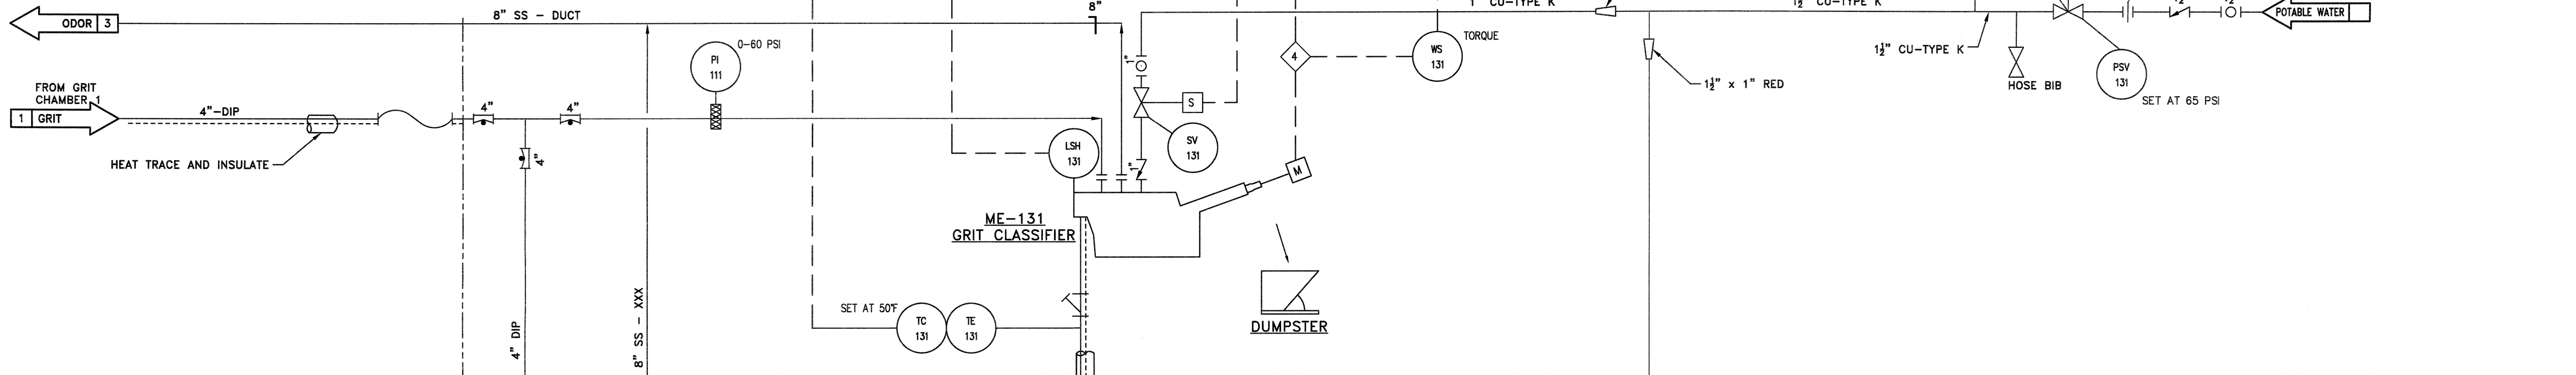 ODOR 3
8" SS - DUCT
8"
1" CU-TYPE K
1½" CU-TYPE K
POTABLE WATER
0-60 PSI
PI
111
1"
4
WS
131
TORQUE
1½" CU-TYPE K
PSV
131
HOSE BIB
SET AT 65 PSI
1½" x 1" RED
FROM GRIT
CHAMBER 1
1 GRIT
4"-DIP
4"
4"
S
HEAT TRACE AND INSULATE
4"
LSH
131
1"
SV
131
M
ME-131
GRIT CLASSIFIER
SET AT 50°F
TC
131
TE
131
DUMPSTER
4" DIP
8" SS - XXX